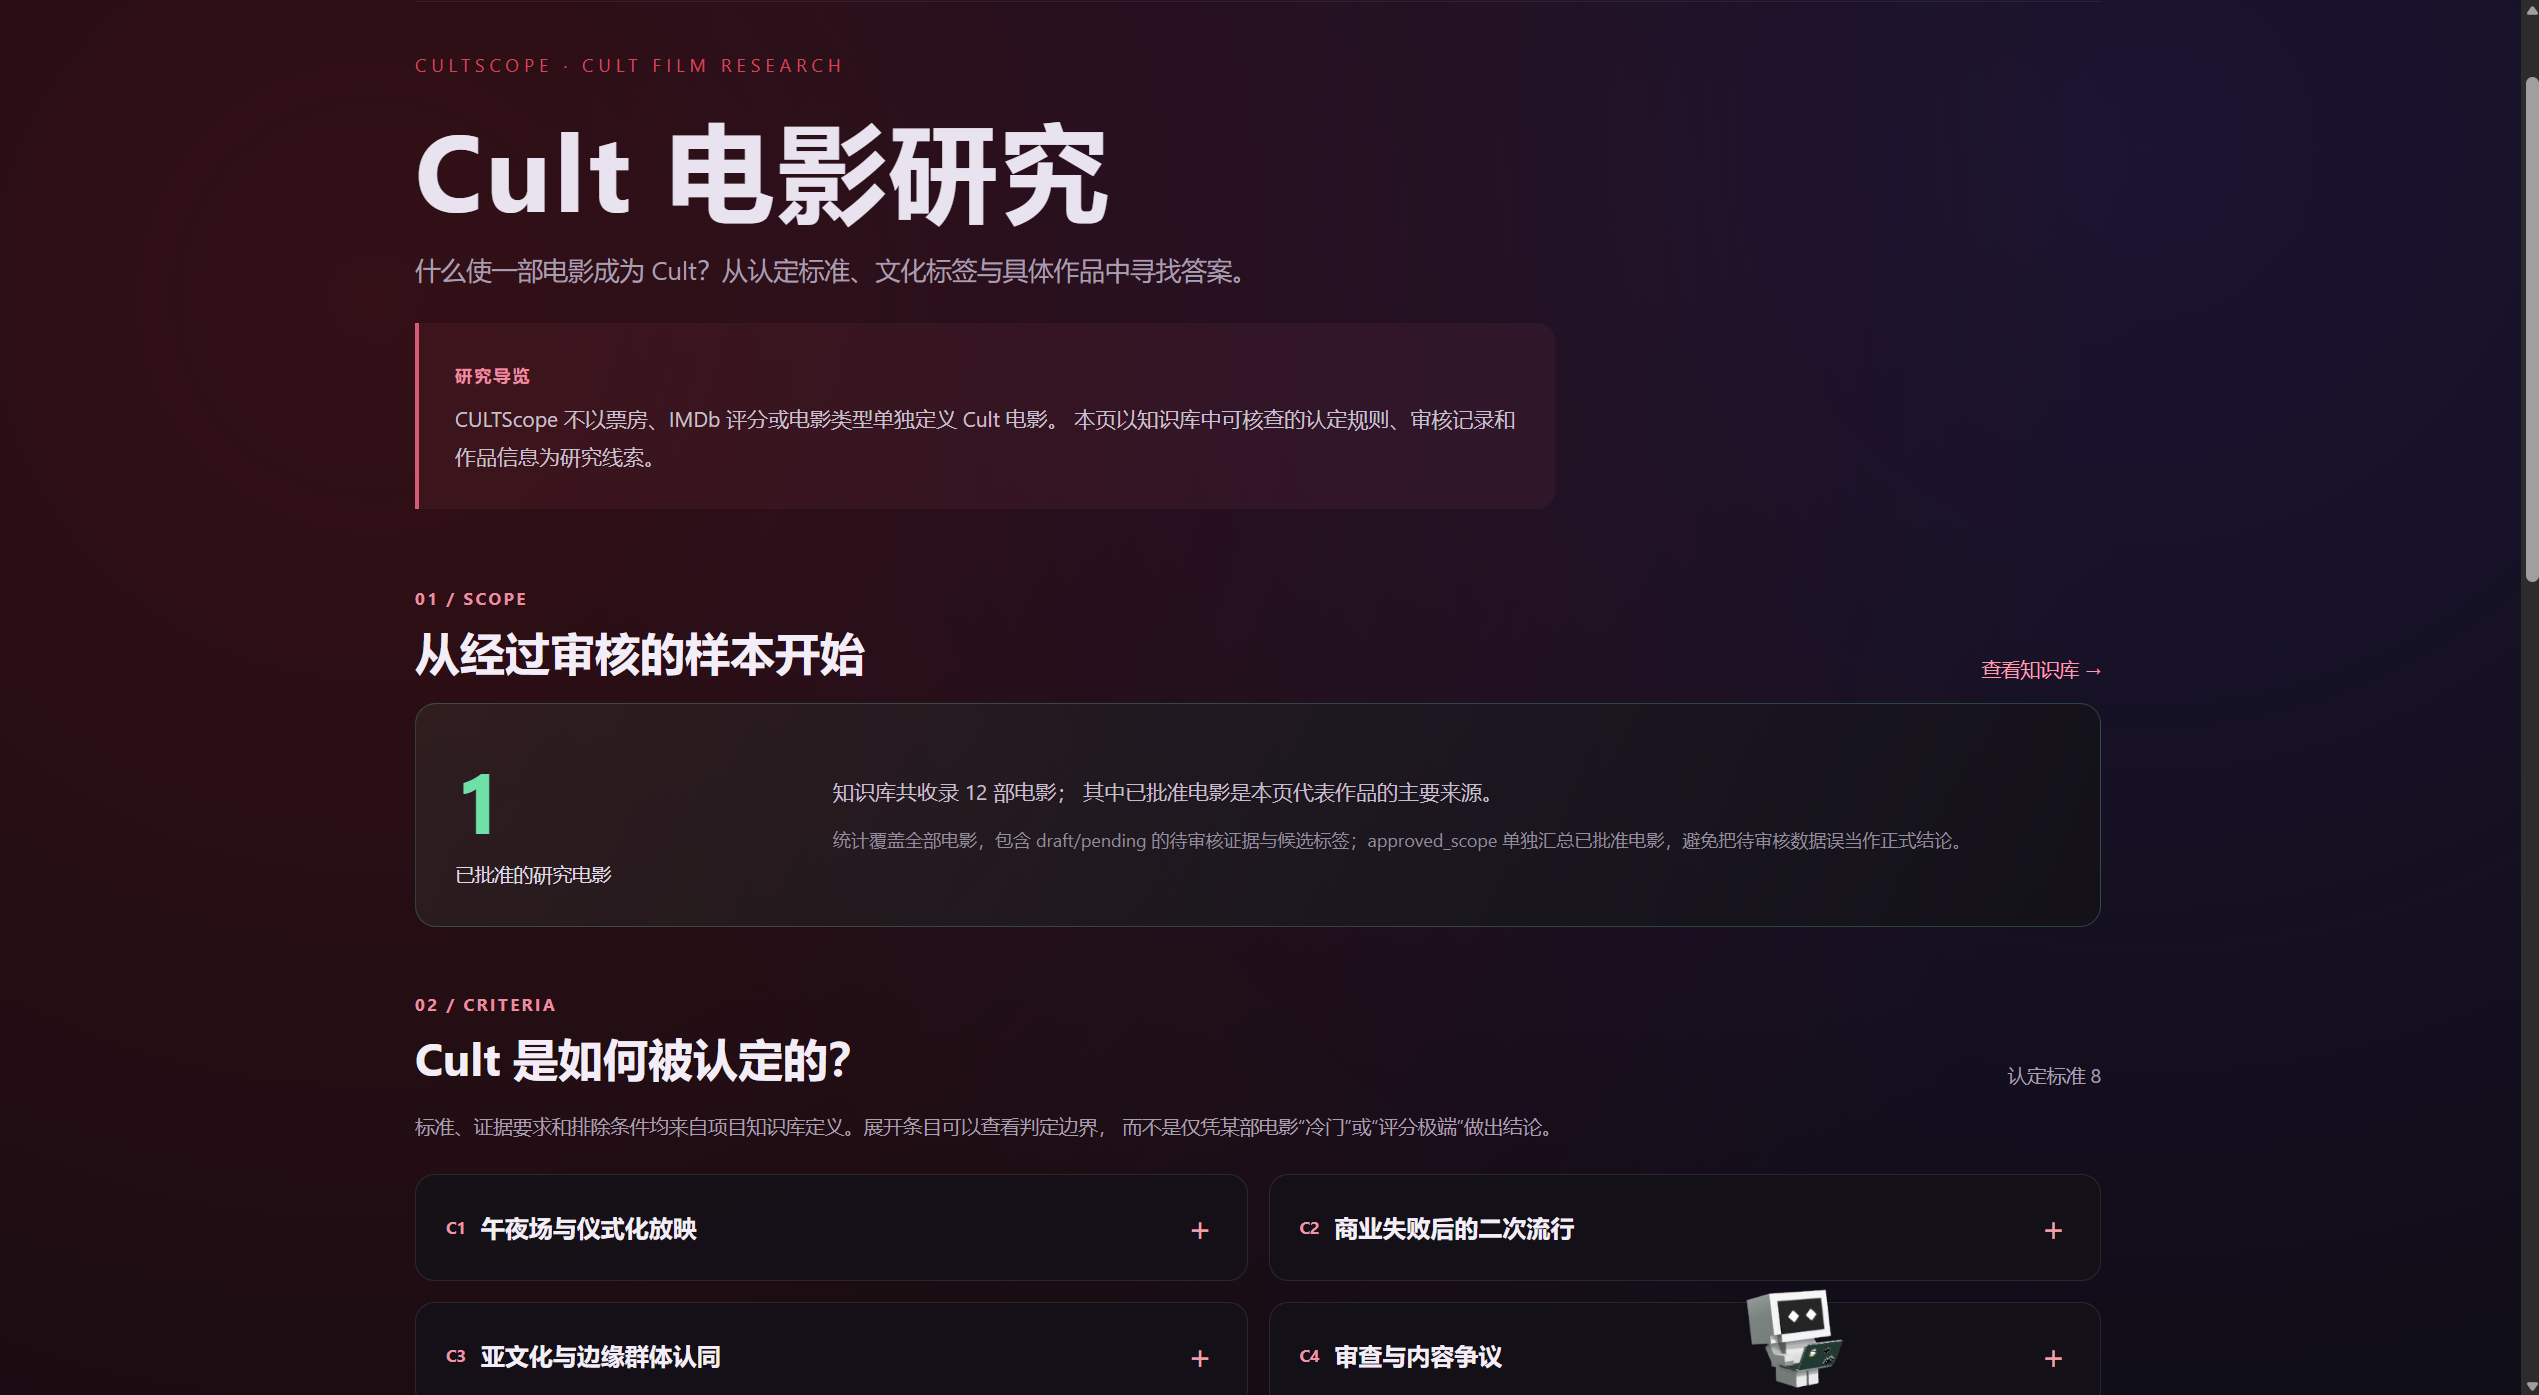 CULTSCOPE · CULT FILM RESEARCH
Cult 电影研究
什么使一部电影成为 Cult？从认定标准、文化标签与具体作品中寻找答案。
研究导览
CULTScope 不以票房、IMDb 评分或电影类型单独定义 Cult 电影。 本页以知识库中可核查的认定规则、审核记录和
作品信息为研究线索。
01 / SCOPE
从经过审核的样本开始
查看知识库 →
1
已批准的研究电影
知识库共收录 12 部电影； 其中已批准电影是本页代表作品的主要来源。
统计覆盖全部电影，包含 draft/pending 的待审核证据与候选标签；approved_scope 单独汇总已批准电影，避免把待审核数据误当作正式结论。
02 / CRITERIA
Cult 是如何被认定的？
认定标准 8
标准、证据要求和排除条件均来自项目知识库定义。展开条目可以查看判定边界， 而不是仅凭某部电影“冷门”或“评分极端”做出结论。
C1 午夜场与仪式化放映 +
C2 商业失败后的二次流行 +
C3 亚文化与边缘群体认同 +
C4 审查与内容争议 +